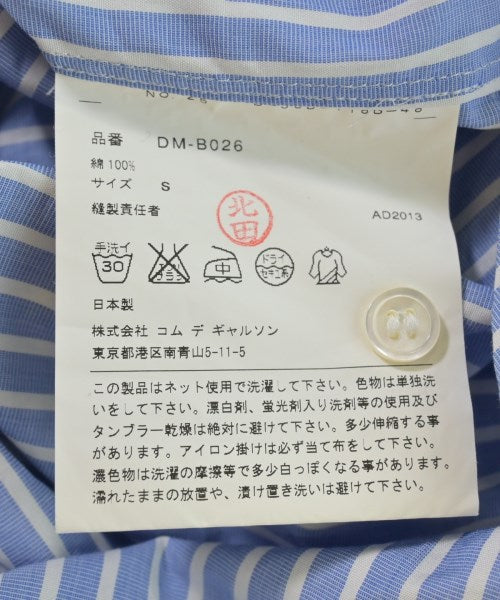 品番 DM-B026
綿 100%
サイズ S
縫製責任者
北田
AD2013
手洗イ
30
エンソ
サラシ
中
ドライ
セキユ系
日本製
株式会社 コム デ ギャルソン
東京都港区南青山5-11-5
この製品はネット使用で洗濯して下さい。色物は単独洗
いをして下さい。漂白剤、蛍光剤入り洗剤等の使用及び
タンブラー乾燥は絶対に避けて下さい。多少伸縮する事
があります。アイロン掛けは必ず当て布をして下さい。
濃色物は洗濯の摩擦等で多少白っぽくなる事があります。
濡れたままの放置や、漬け置き洗いは避けて下さい。